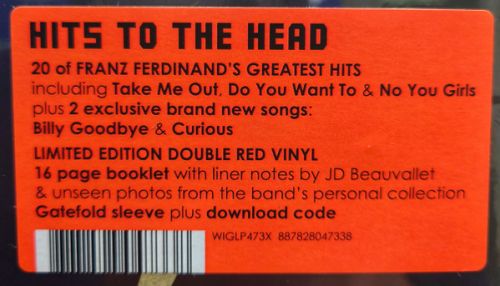 HITS TO THE HEAD
20 of FRANZ FERDINAND'S GREATEST HITS
including Take Me Out, Do You Want To & No You Girls
plus 2 exclusive brand new songs:
Billy Goodbye & Curious
LIMITED EDITION DOUBLE RED VINYL
16 page booklet with liner notes by JD Beauvallet
& unseen photos from the band's personal collection
Gatefold sleeve plus download code
WIGLP473X 887828047338